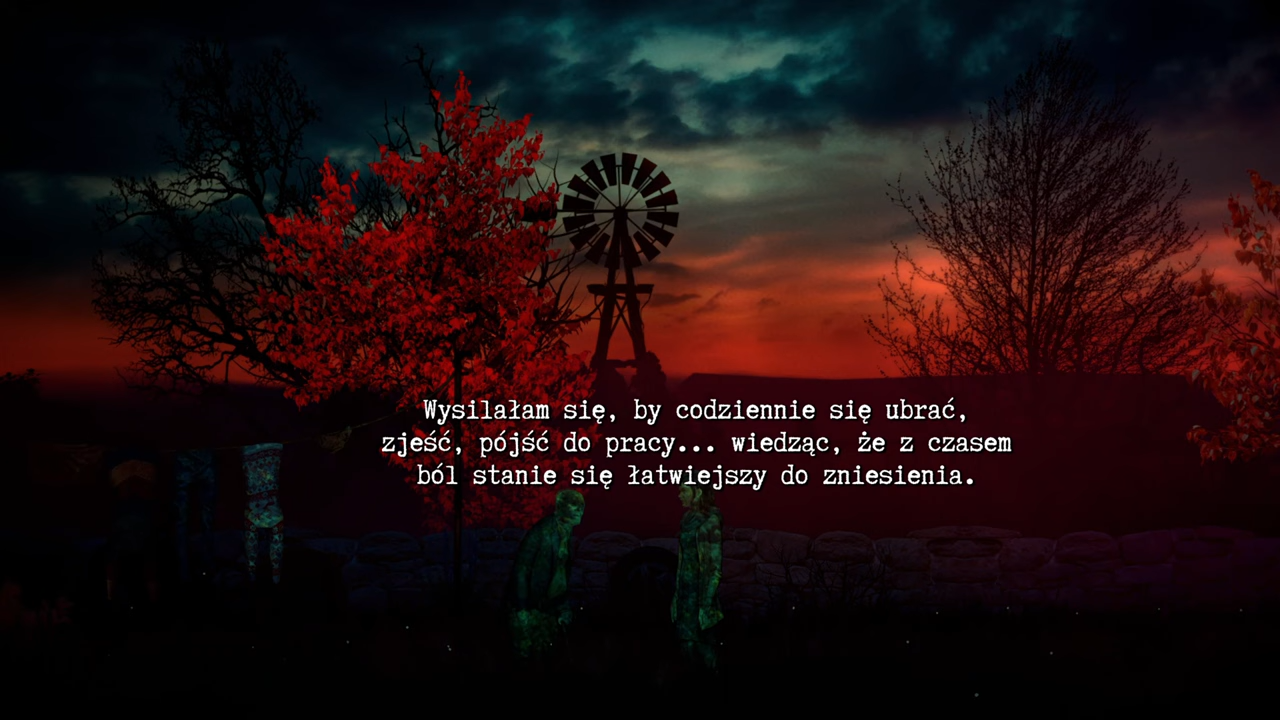 Wysilałam się, by codziennie się ubrać,
zjeść, pójść do pracy... wiedząc, że z czasem
ból stanie się łatwiejszy do zniesienia.